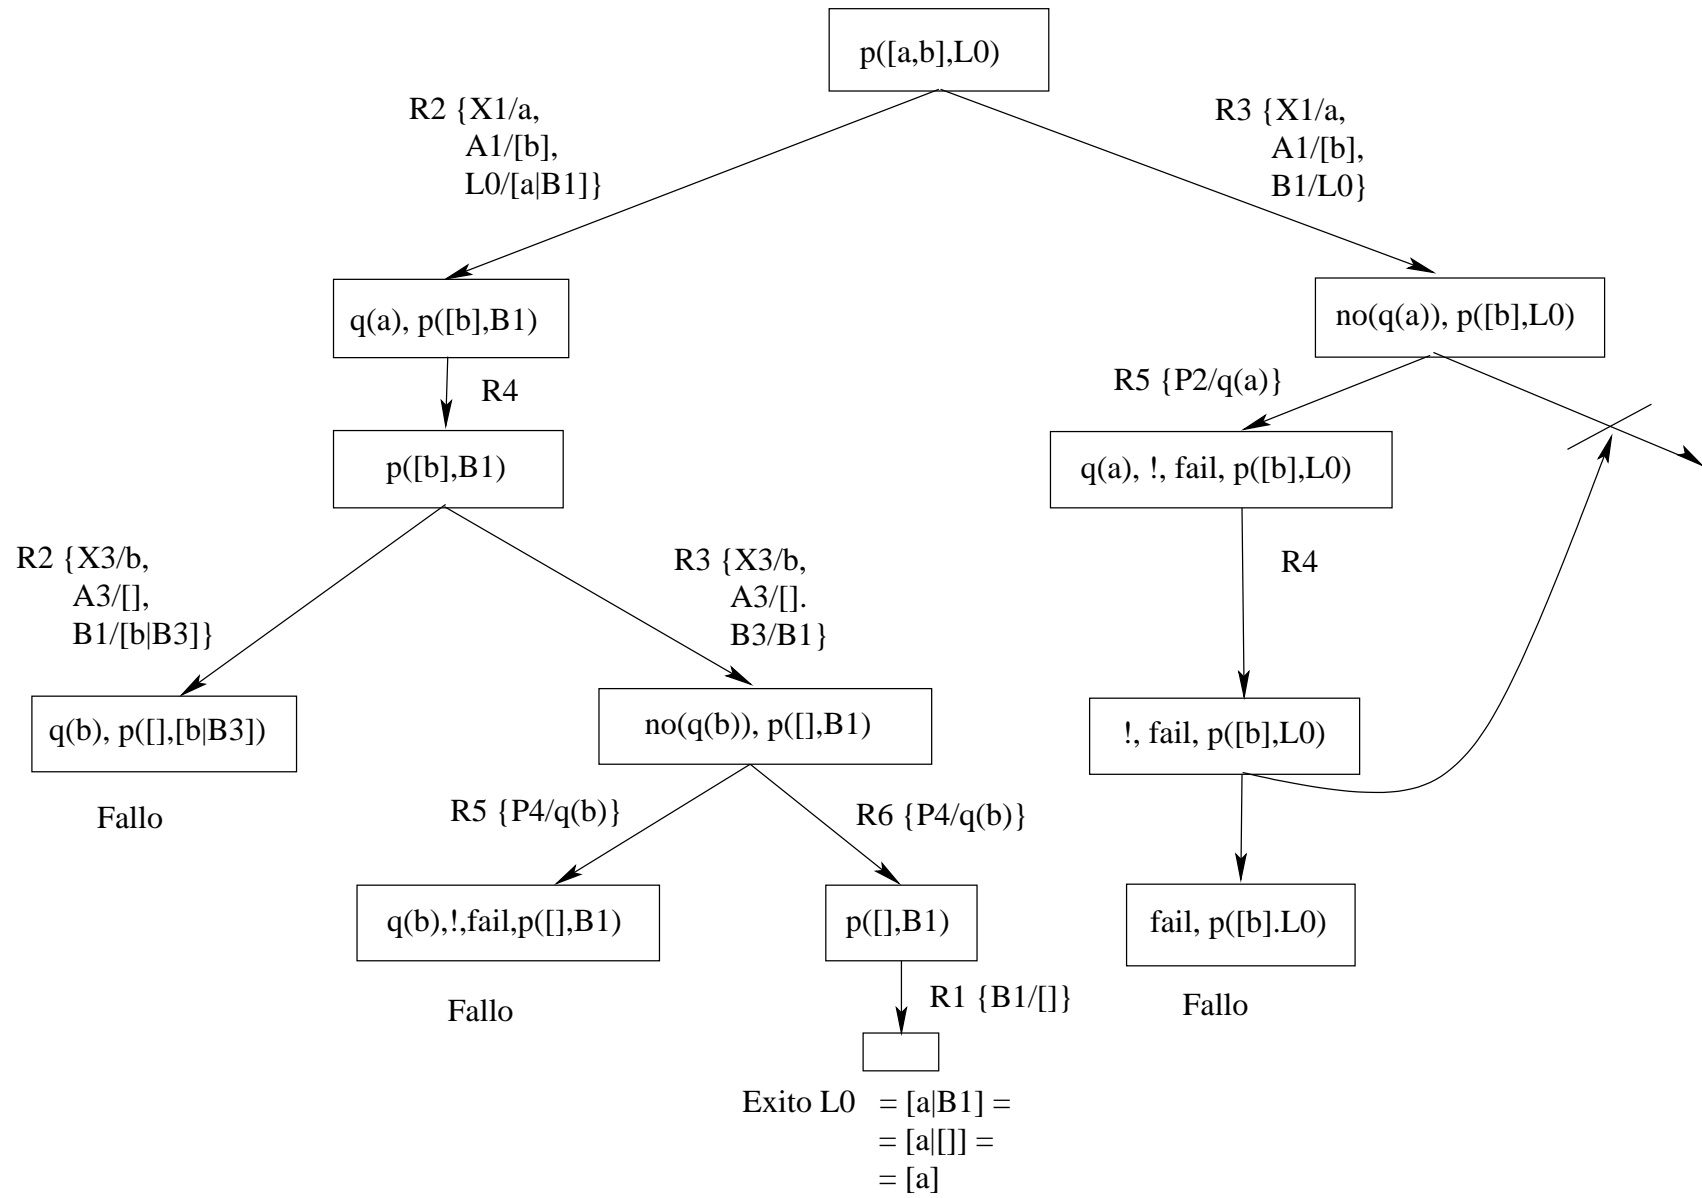 p([a,b],L0)
R2 {X1/a,
A1/[b],
L0/[a|B1]}
R3 {X1/a,
A1/[b],
B1/L0}
q(a), p([b],B1)
no(q(a)), p([b],L0)
R4
R5 {P2/q(a)}
p([b],B1)
q(a), !, fail, p([b],L0)
R2 {X3/b,
A3/[],
B1/[b|B3]}
R3 {X3/b,
A3/[].
B3/B1}
R4
q(b), p([],[b|B3])
no(q(b)), p([],B1)
!, fail, p([b],L0)
Fallo
R5 {P4/q(b)}
R6 {P4/q(b)}
q(b),!,fail,p([],B1)
p([],B1)
fail, p([b].L0)
Fallo
R1 {B1/[]}
Fallo
Exito L0 = [a|B1] =
= [a|[]] =
= [a]